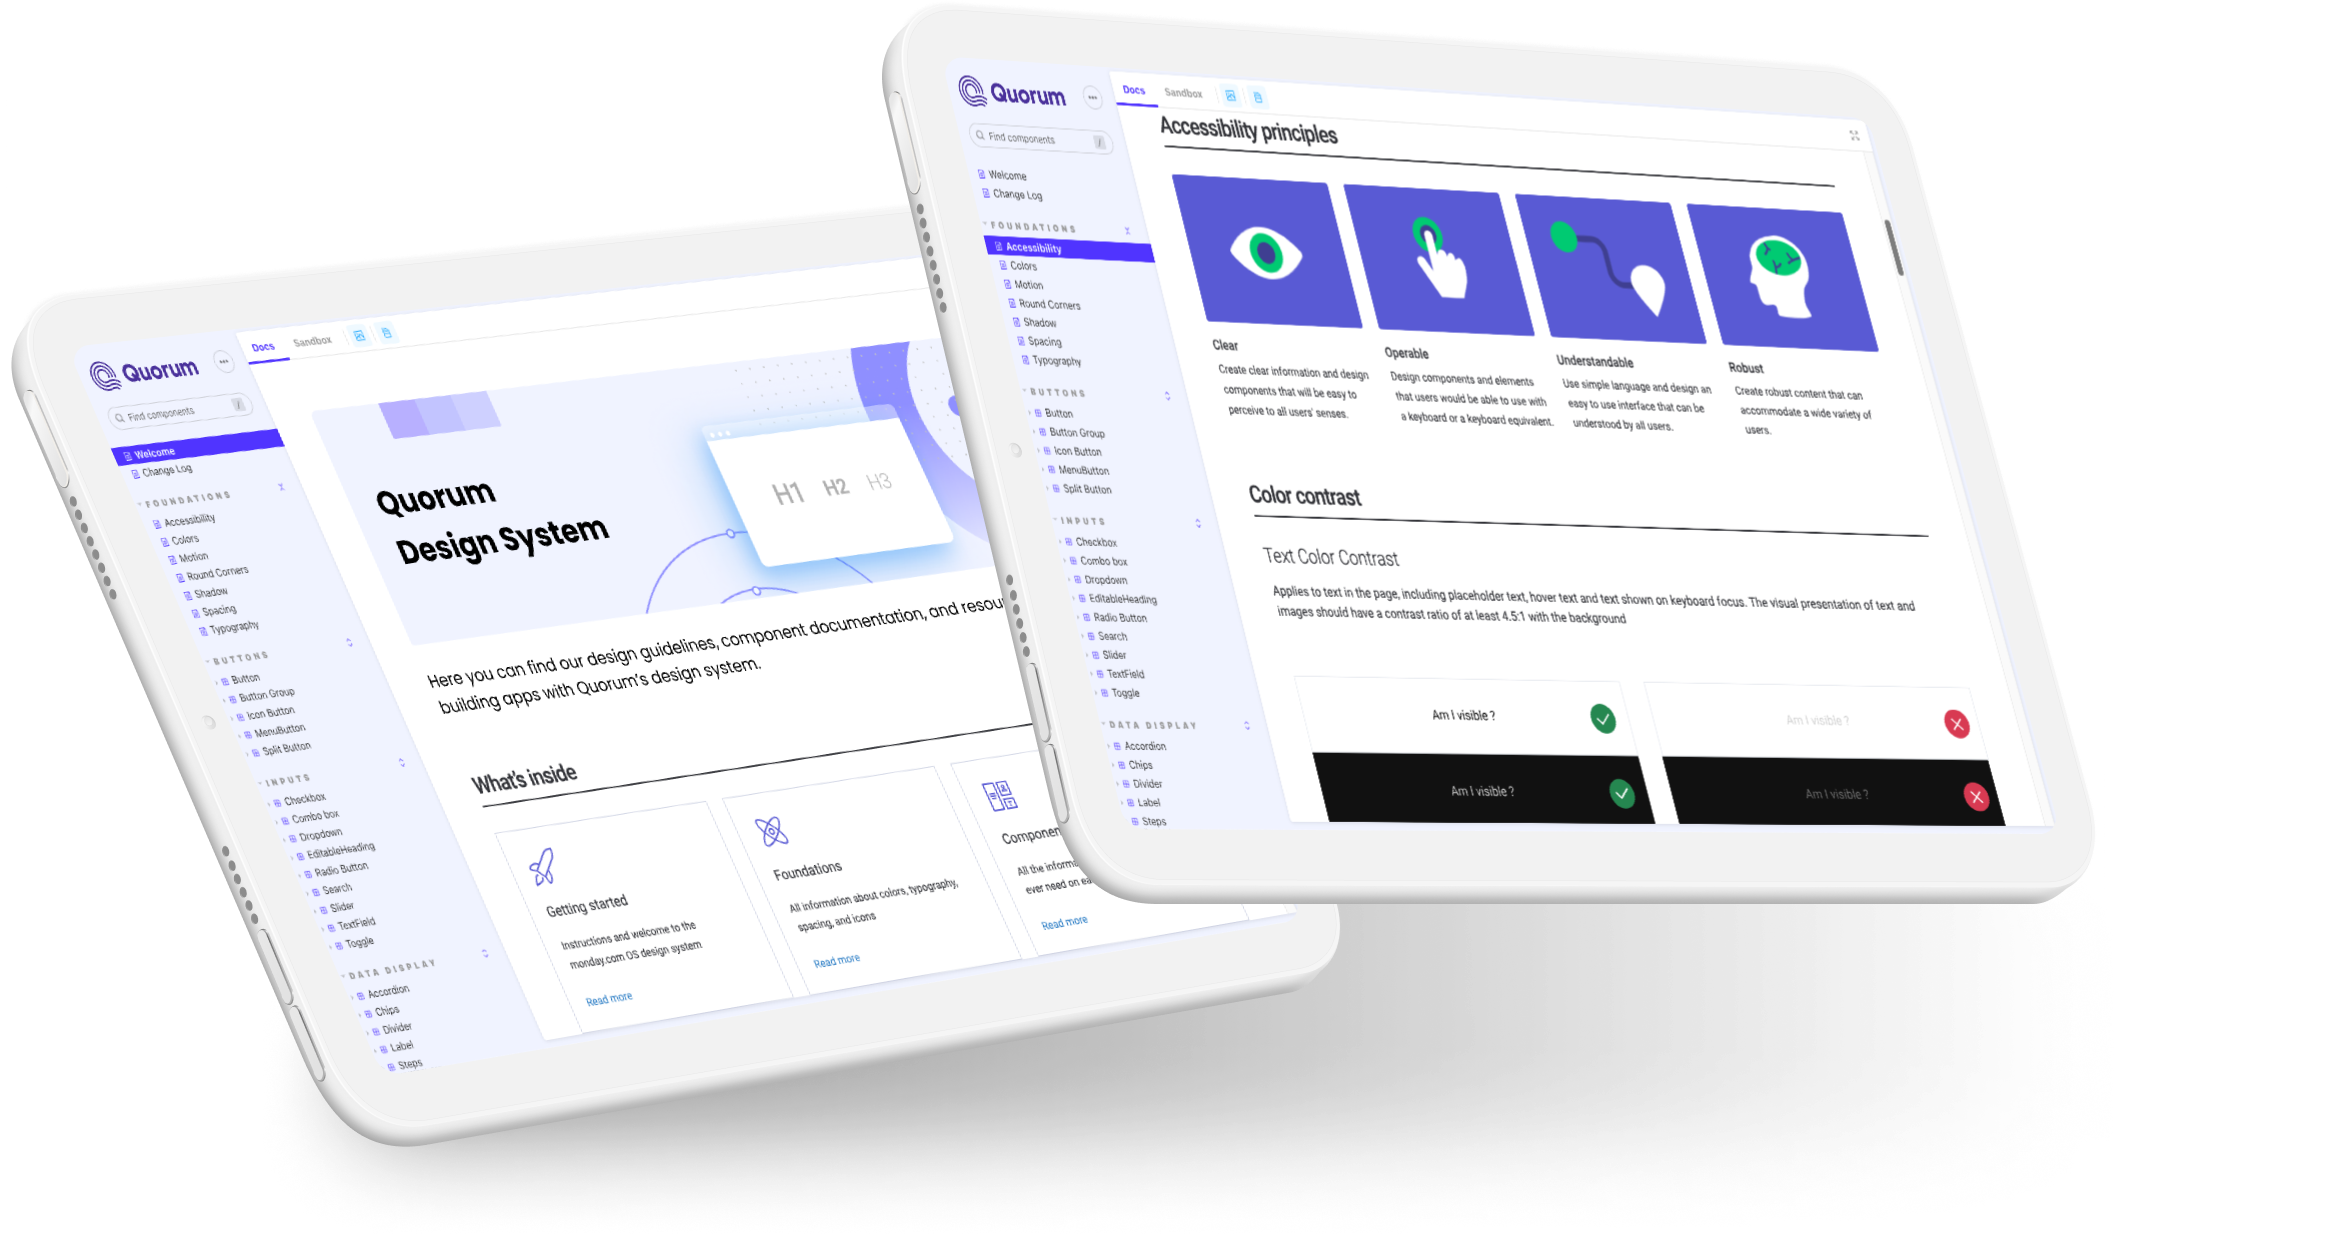 Quorum
Find components
/
Welcome
Change Log
FOUNDATIONS
Accessibility
Colors
Motion
Round Corners
Shadow
Spacing
Typography
BUTTONS
Button
Button Group
Icon Button
MenuButton
Split Button
INPUTS
Checkbox
Combo box
Dropdown
EditableHeading
Radio Button
Search
Slider
TextField
Toggle
DATA DISPLAY
Accordion
Chips
Divider
Label
Steps
Docs
Sandbox
Quorum
Design System
H1 H2 H3
Here you can find our design guidelines, component documentation, and
building apps with Quorum's design system.
What's inside
Getting started
Instructions and welcome to the
monday.com OS design system
Read more
Foundations
All information about colors, typography,
spacing, and icons
Read more
All the
ever need on
Read more
Quorum
Find components
/
Welcome
Change Log
FOUNDATIONS
Accessibility
Colors
Motion
Round Corners
Shadow
Spacing
Typography
BUTTONS
Button
Button Group
Icon Button
MenuButton
Split Button
INPUTS
Checkbox
Combo box
Dropdown
EditableHeading
Radio Button
Search
Slider
TextField
Toggle
DATA DISPLAY
Accordion
Chips
Divider
Label
Steps
Docs
Sandbox
Accessibility principles
Clear
Create clear information and design
components that will be easy to
perceive to all users' senses.
Operable
Design components and elements
that users would be able to use with
a keyboard or a keyboard equivalent.
Understandable
Use simple language and design an
easy to use interface that can be
understood by all users.
Robust
Create robust content that can
accommodate a wide variety of
users.
Color contrast
Text Color Contrast
Applies to text in the page, including placeholder text, hover text and text shown on keyboard focus. The visual presentation of text and
images should have a contrast ratio of at least 4.5:1 with the background
Am I visible ?
Am I visible ?
Am I visible ?
Am I visible ?